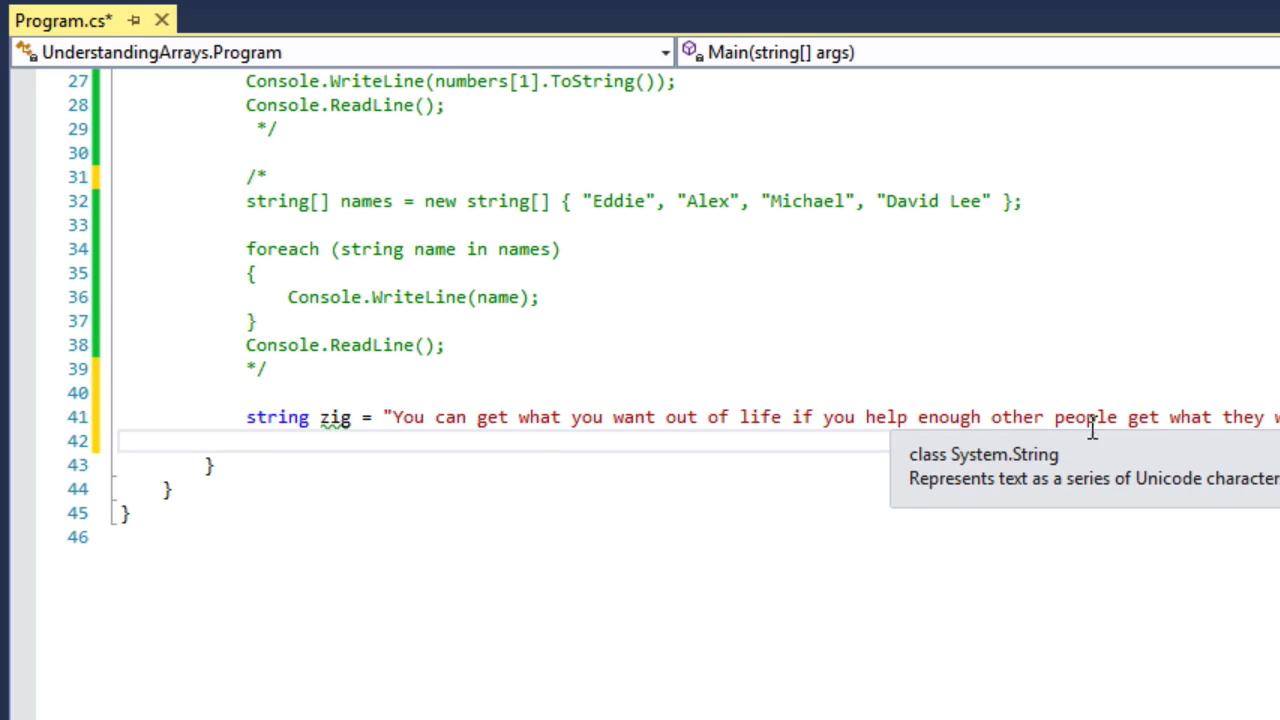 Program.cs*
UnderstandingArrays.Program
Main(string[] args)
27 Console.WriteLine(numbers[1].ToString());
28 Console.ReadLine();
29 */
30
31 /*
32 string[] names = new string[] { "Eddie", "Alex", "Michael", "David Lee" };
33
34 foreach (string name in names)
35 {
36 Console.WriteLine(name);
37 }
38 Console.ReadLine();
39 */
40
41 string zig = "You can get what you want out of life if you help enough other people get what they
42
class System.String
Represents text as a series of Unicode character
43 }
44 }
45 }
46